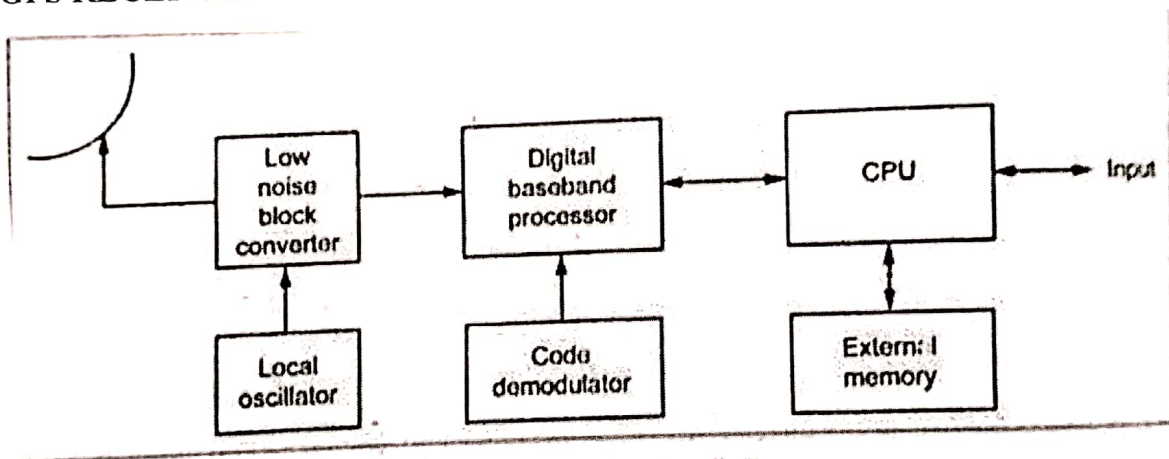 Low
noise
block
converter
Digital
baseband
processor
CPU
Input
Local
oscillator
Code
demodulator
memory